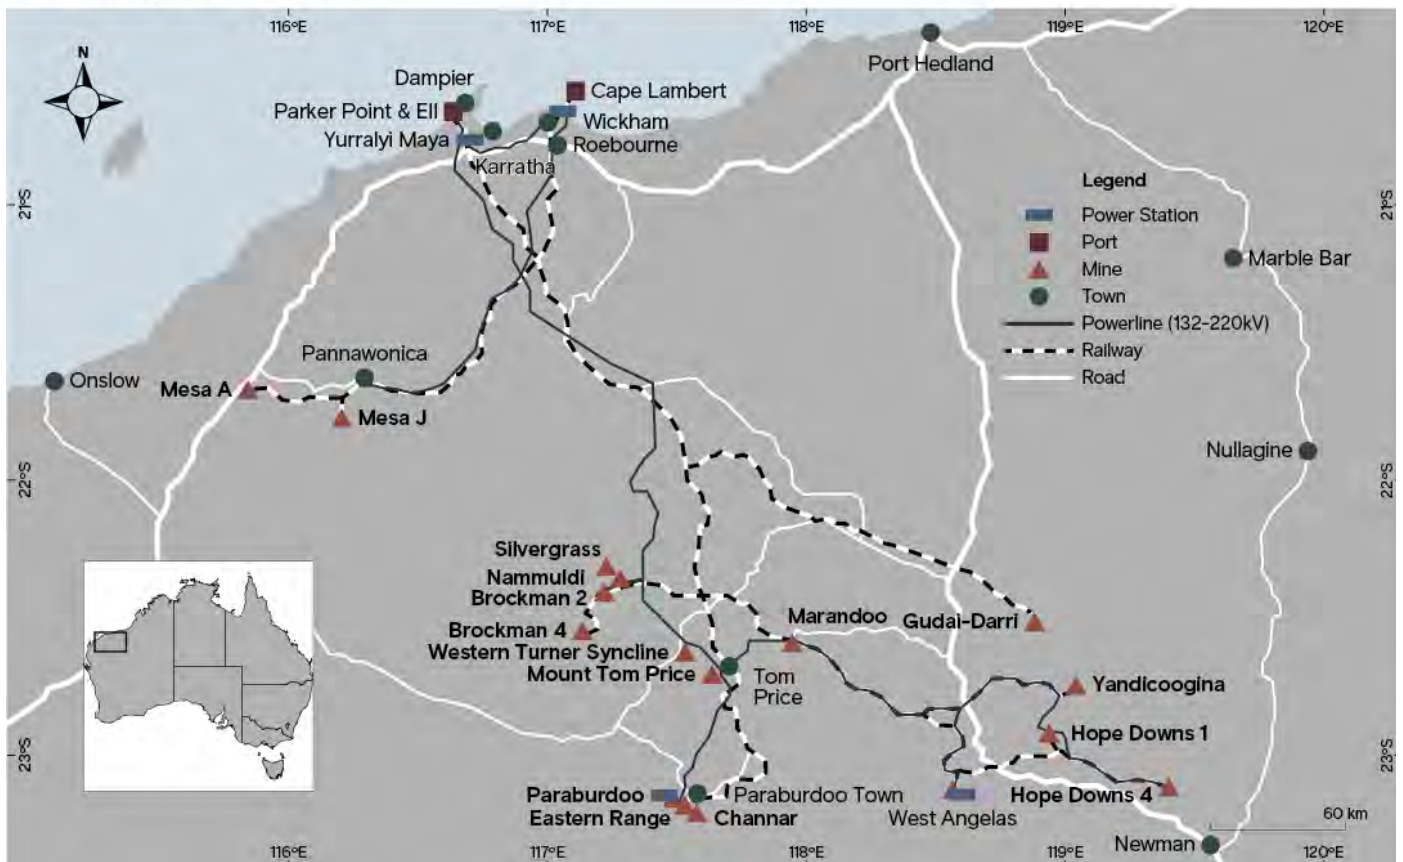 116°E
117°E
118°E
119°E
120°E
N
Port Hedland
Dampier
Cape Lambert
Parker Point & EII
Wickham
Yurralyi Maya
Roebourne
Karratha
Legend
21°S
21°S
Power Station
Port
Marble Bar
Mine
Town
Powerline (132-220kV)
Railway
Road
Pannawonica
Onslow
Mesa A
Mesa J
Nullagine
22°S
22°S
Silvergrass
Nammuldi
Brockman 2
Marandoo
Gudai-Darri
Brockman 4
Western Turner Syncline
Mount Tom Price
Tom
Price
Yandicoogina
Hope Downs 1
23°S
23°S
Paraburdoo
Paraburdoo Town
Hope Downs 4
Eastern Range
Channar
West Angelas
60 km
Newman
116°E
117°E
118°E
119°E
120°E